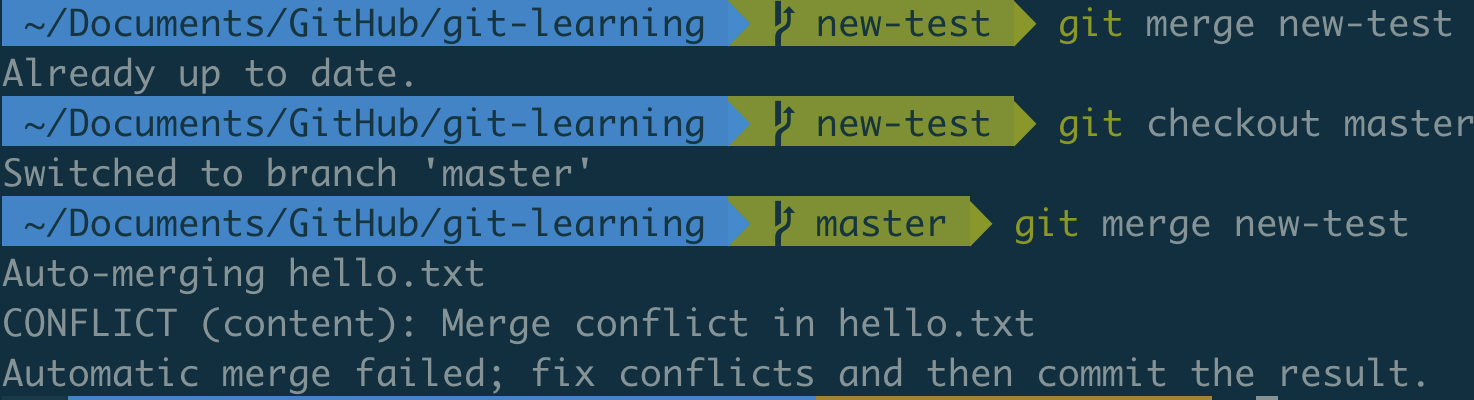 ~/Documents/GitHub/git-learning new-test git merge new-test
Already up to date.
~/Documents/GitHub/git-learning new-test git checkout master
Switched to branch 'master'
~/Documents/GitHub/git-learning master git merge new-test
Auto-merging hello.txt
CONFLICT (content): Merge conflict in hello.txt
Automatic merge failed; fix conflicts and then commit the result.